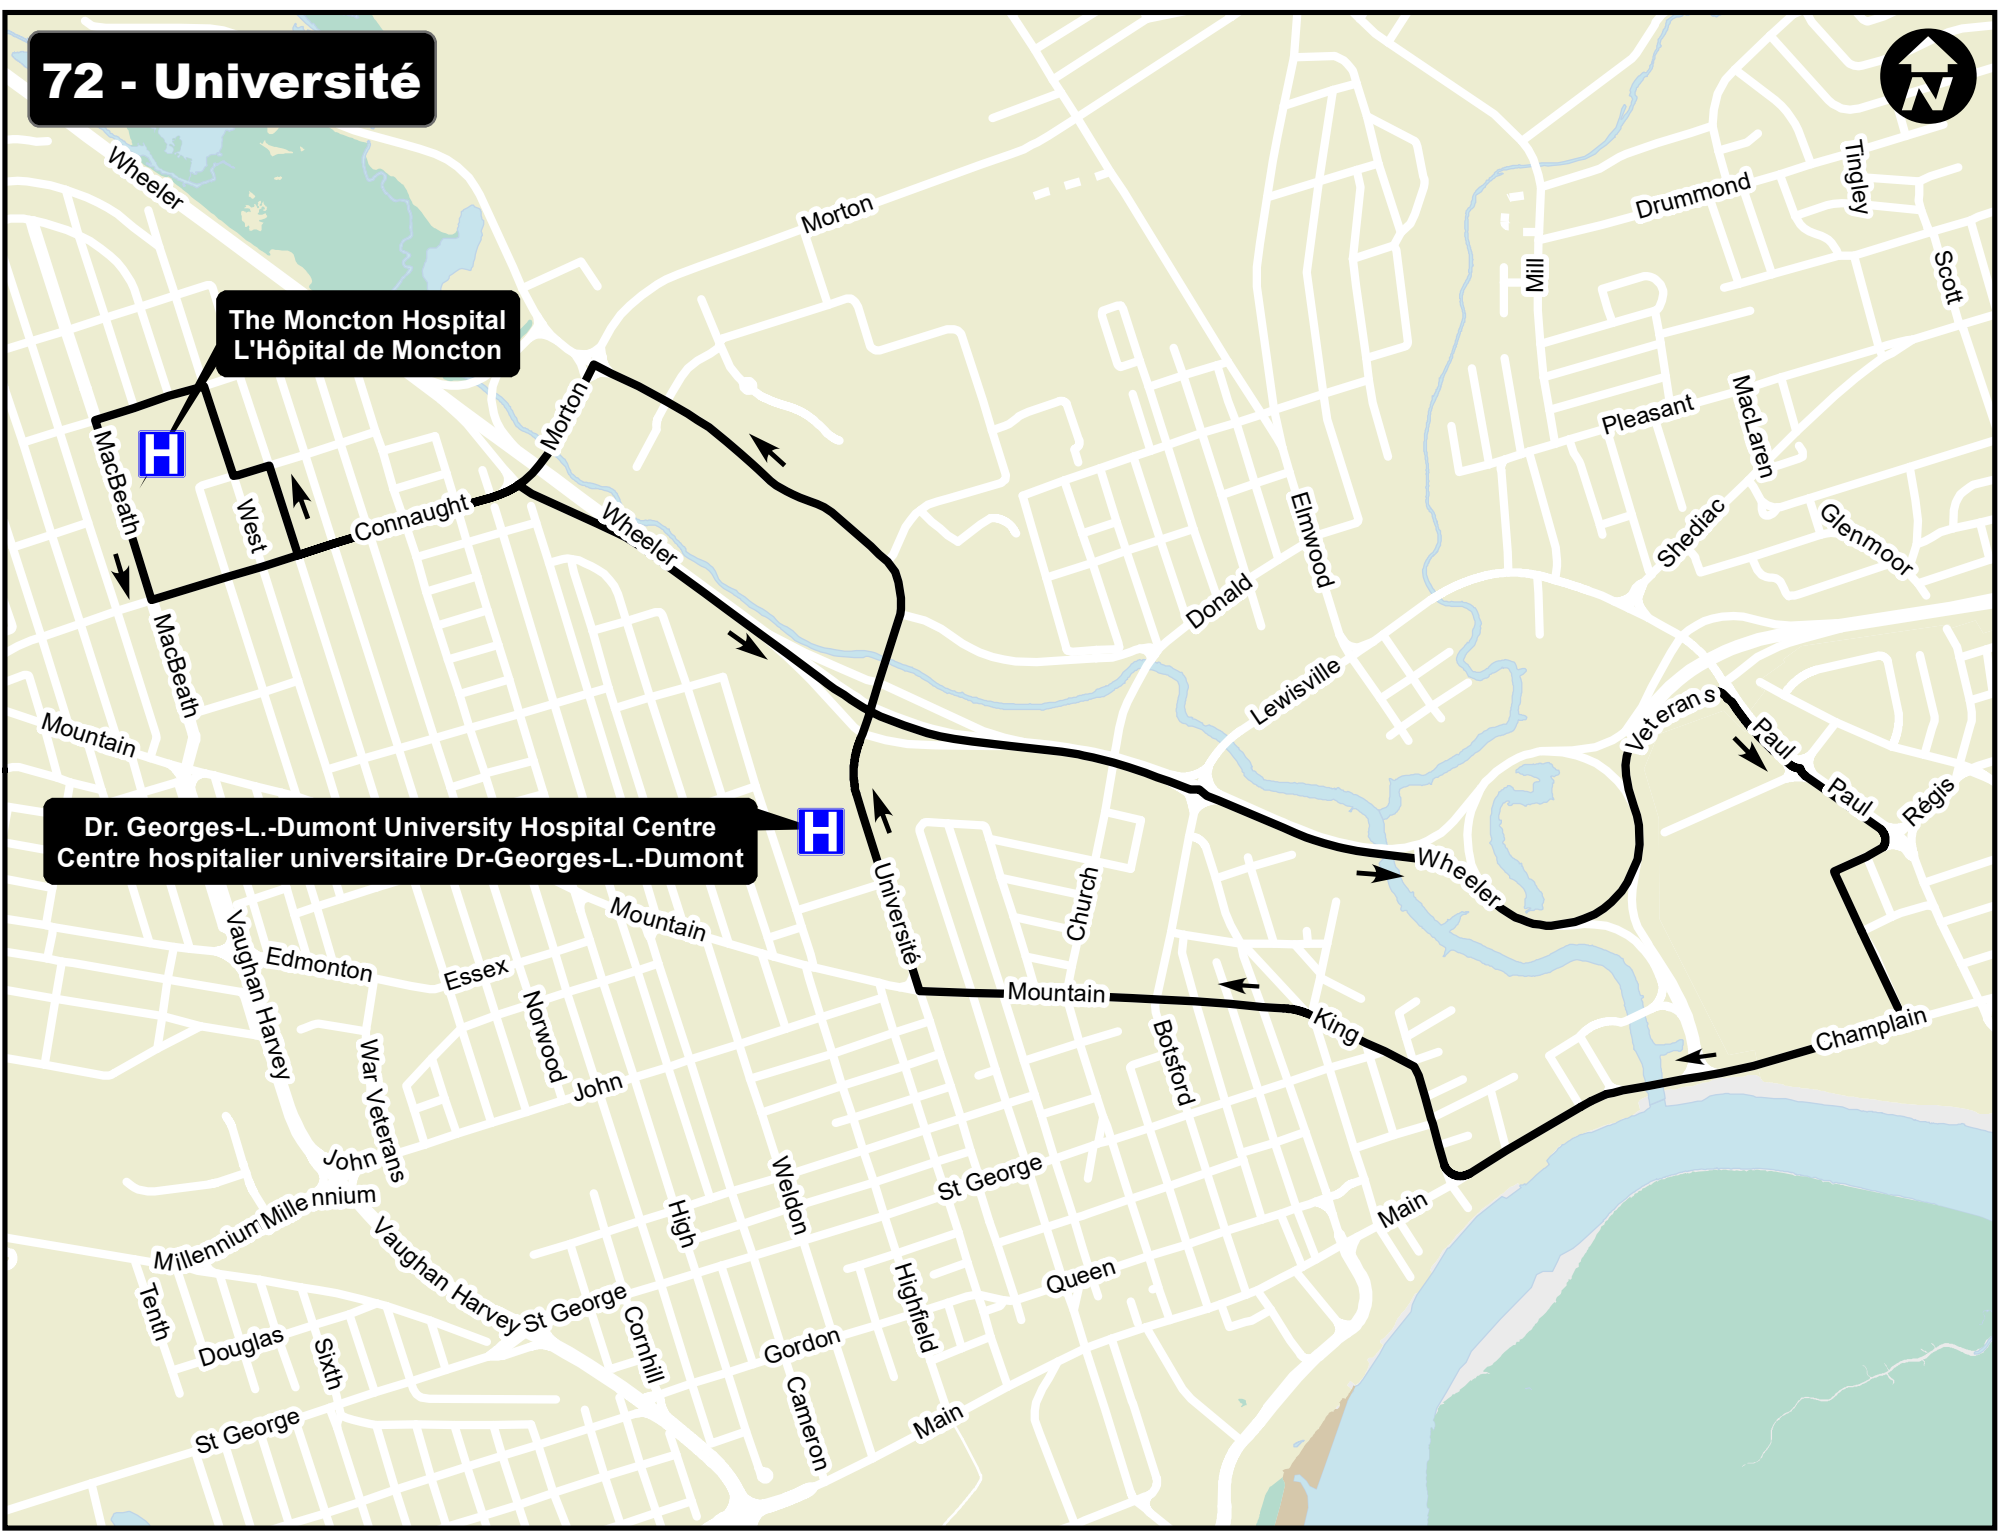 72 - Université
N
Wheeler
Morton
Tingley
Drummond
Scott
Mill
The Moncton Hospital
L'Hôpital de Moncton
H
MacBeath
West
Connaught
Morton
Wheeler
Pleasant
MacLaren
Elmwood
Shediac
Glenmoor
Donald
MacBeath
Lewisville
Veterans
Paul
Paul
Régis
Mountain
Dr. Georges-L.-Dumont University Hospital Centre
Centre hospitalier universitaire Dr-Georges-L.-Dumont
H
Université
Church
Wheeler
Mountain
Vaughan Harvey
Edmonton
Essex
Norwood
Mountain
King
Champlain
Botsford
War Veterans
John
John
Millennium
Millennium
Vaughan Harvey
Weldon
High
St George
Main
Queen
Highfield
Tenth
Douglas
Sixth
St George
Cornhill
Gordon
Cameron
Main
St George